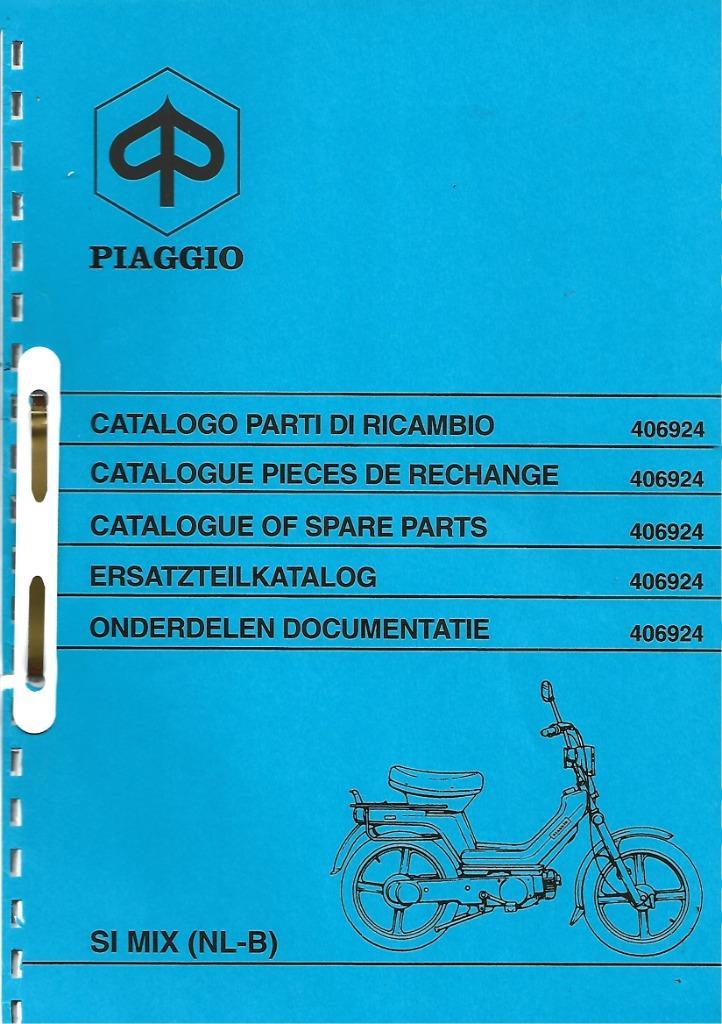 PIAGGIO
CATALOGO PARTI DI RICAMBIO 406924
CATALOGUE PIECES DE RECHANGE 406924
CATALOGUE OF SPARE PARTS 406924
ERSATZTEILKATALOG 406924
ONDERDELEN DOCUMENTATIE 406924
SI MIX (NL-B)